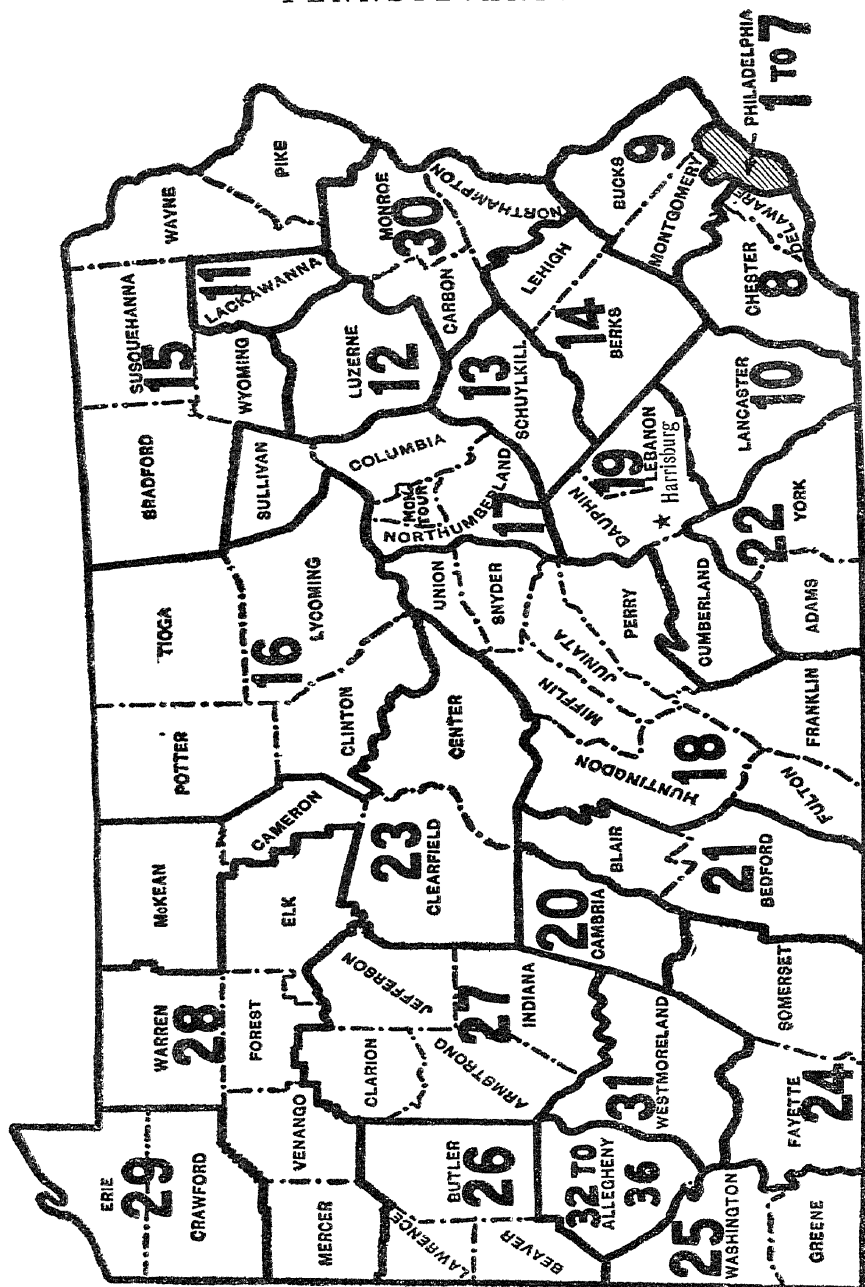 ERIE
29
CRAWFORD
WARREN
28
FOREST
McKEAN
POTTER
TIOGA
BRADFORD
SUSQUEHANNA
15
WYOMING
WAYNE
PIKE
11
LACKAWANNA
MERCER
VENANGO
ELK
CAMERON
CLINTON
16
LYCOMING
SULLIVAN
LUZERNE
12
MONROE
30
CARBON
NORTHAMPTON
CLARION
JEFFERSON
CLEARFIELD
23
CENTER
UNION
SNYDER
MON-
TOUR
COLUMBIA
NORTHUMBERLAND
17
SCHUYLKILL
13
LEHIGH
LAWRENCE
BUTLER
26
BEAVER
ARMSTRONG
INDIANA
27
CAMBRIA
20
BLAIR
HUNTINGDON
18
MIFFLIN
JUNIATA
PERRY
DAUPHIN
19
LEBANON
Harrisburg
BERKS
14
BUCKS
9
MONTGOMERY
32 TO
ALLEGHENY
36
WESTMORELAND
31
25
WASHINGTON
GREENE
FAYETTE
24
SOMERSET
21
BEDFORD
FULTON
FRANKLIN
CUMBERLAND
ADAMS
22
YORK
LANCASTER
10
CHESTER
8
DELAWARE
PHILADELPHIA
1 TO 7